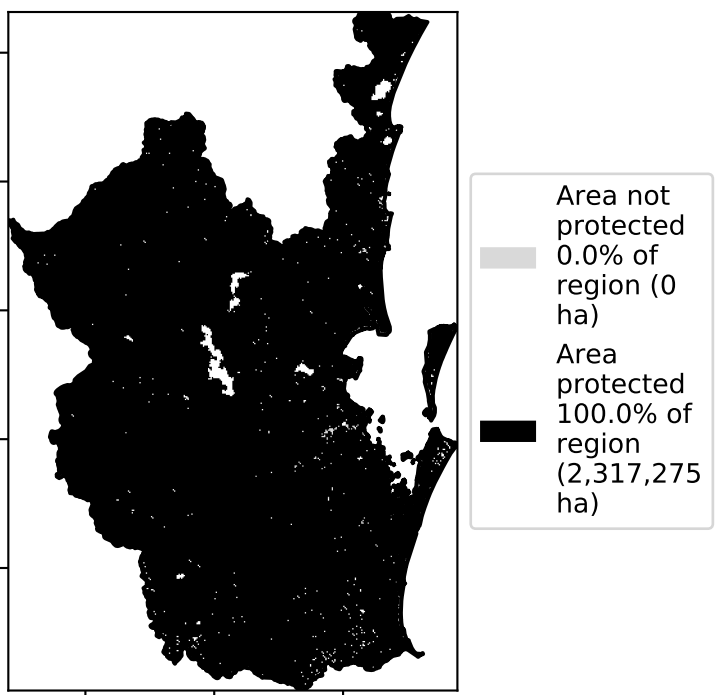 Area not
protected
0.0% of
region (0
ha)
Area
protected
100.0% of
region
(2,317,275
ha)